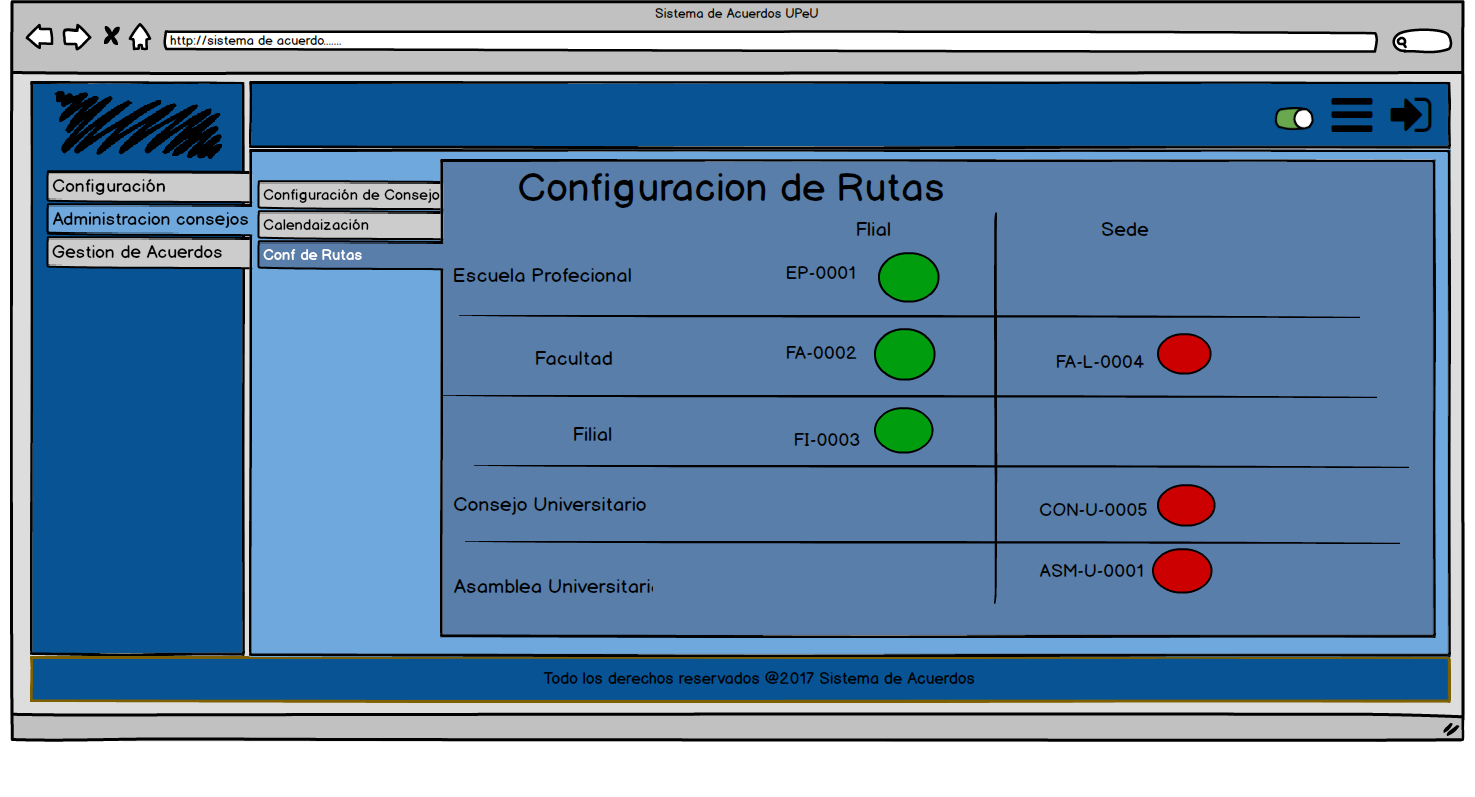 Sistema de Acuerdos UPeU
http://sistema de acuerdo......
Configuración
Administracion consejos
Gestion de Acuerdos
Configuración de Consejo
Calendaización
Conf de Rutas
Configuracion de Rutas
Flial Sede
Escuela Profecional EP-0001
Facultad FA-0002 FA-L-0004
Filial FI-0003
Consejo Universitario CON-U-0005
Asamblea Universitari ASM-U-0001
Todo los derechos reservados @2017 Sistema de Acuerdos